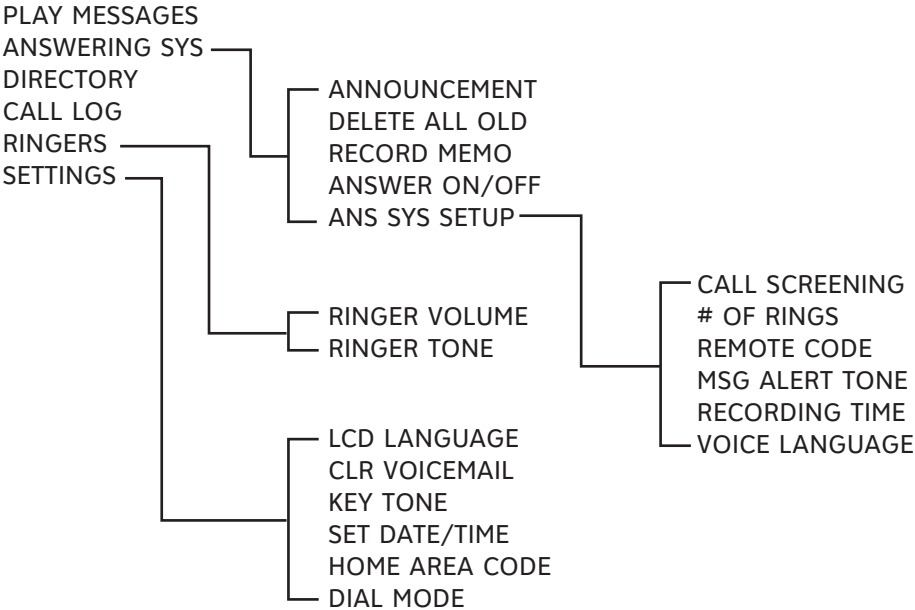 PLAY MESSAGES
ANSWERING SYS
DIRECTORY
CALL LOG
RINGERS
SETTINGS
ANNOUNCEMENT
DELETE ALL OLD
RECORD MEMO
ANSWER ON/OFF
ANS SYS SETUP
CALL SCREENING
# OF RINGS
REMOTE CODE
MSG ALERT TONE
RECORDING TIME
VOICE LANGUAGE
RINGER VOLUME
RINGER TONE
LCD LANGUAGE
CLR VOICEMAIL
KEY TONE
SET DATE/TIME
HOME AREA CODE
DIAL MODE